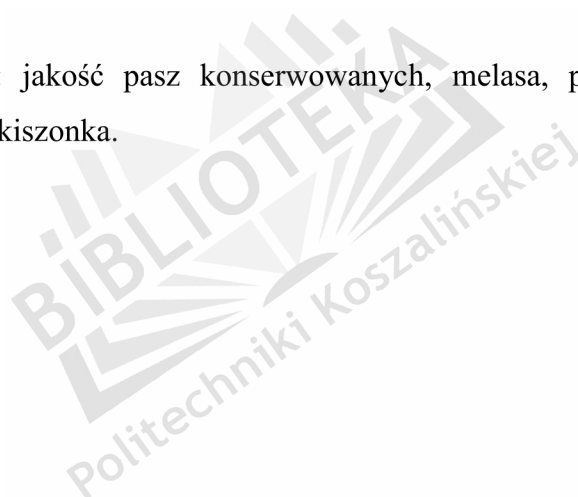 : jakość pasz konserwowanych, melasa, p
kiszonka.
BIBLIOTEKA
Politechniki Koszalińskiej